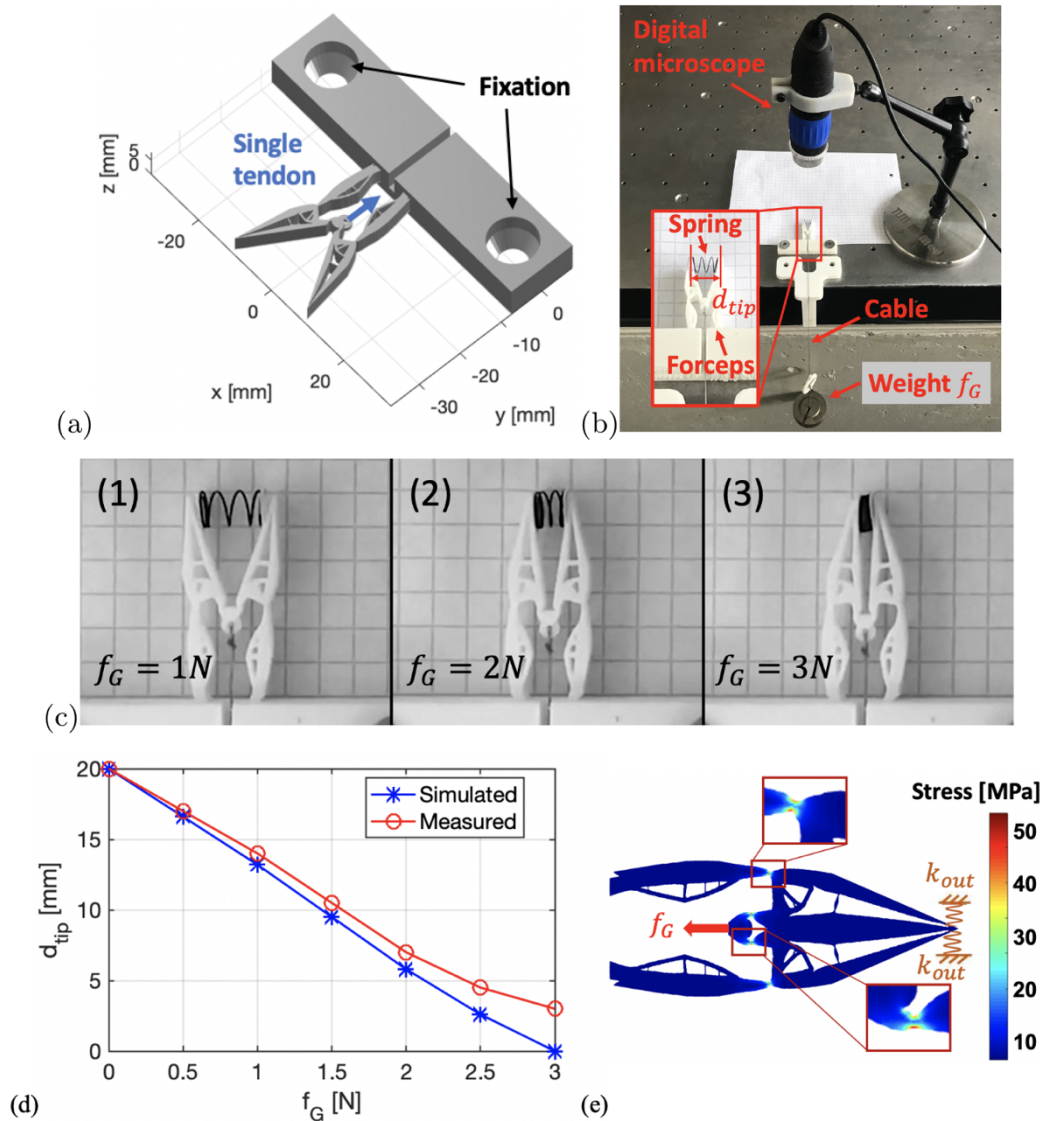 Fixation
Single
tendon
z [mm]
5
0
-20
0
20
x [mm]
-30
-20
-10
0
y [mm]
(a)
Digital
microscope
Spring
d_tip
Forceps
Cable
Weight f_G
(b)
(1)
(2)
(3)
f_G = 1N
f_G = 2N
f_G = 3N
(c)
20
15
10
5
0
d_tip [mm]
Simulated
Measured
0
0.5
1
1.5
2
2.5
3
f_G [N]
(d)
Stress [MPa]
50
40
30
20
10
k_out
f_G
k_out
(e)